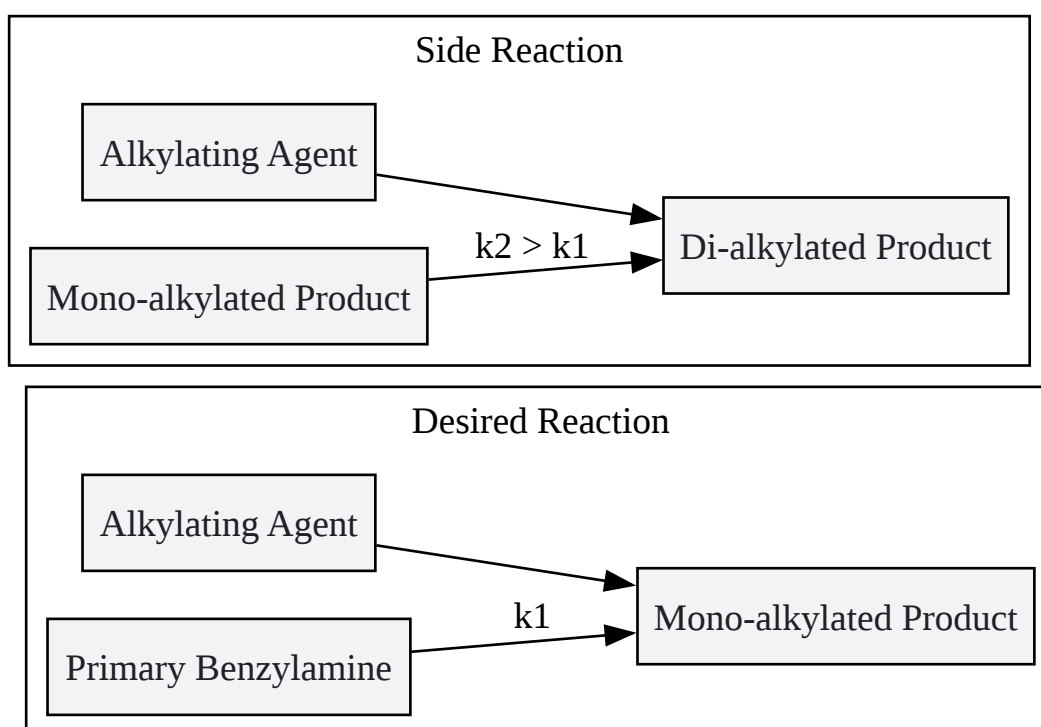 Side Reaction
Alkylating Agent
Mono-alkylated Product
k2 > k1
Di-alkylated Product
Desired Reaction
Alkylating Agent
Primary Benzylamine
k1
Mono-alkylated Product